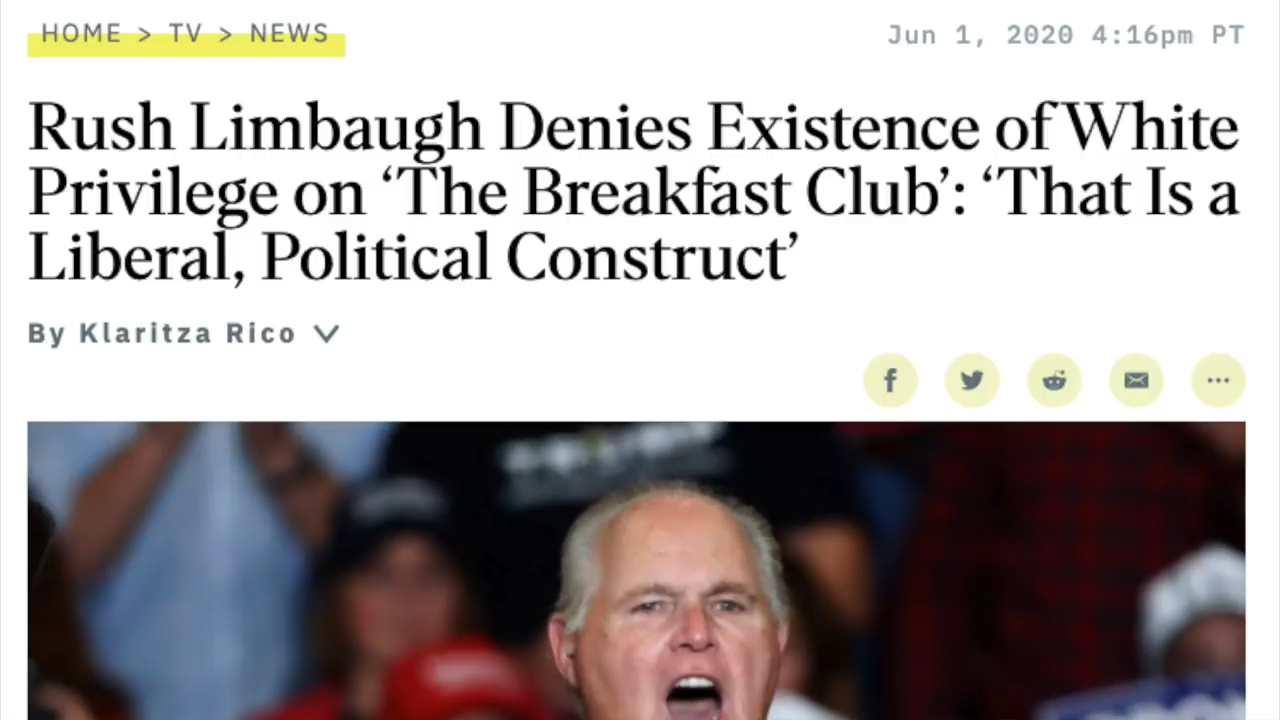 HOME > TV > NEWS
Jun 1, 2020 4:16pm PT
Rush Limbaugh Denies Existence of White
Privilege on ‘The Breakfast Club’: ‘That Is a
Liberal, Political Construct’
By Klaritza Rico